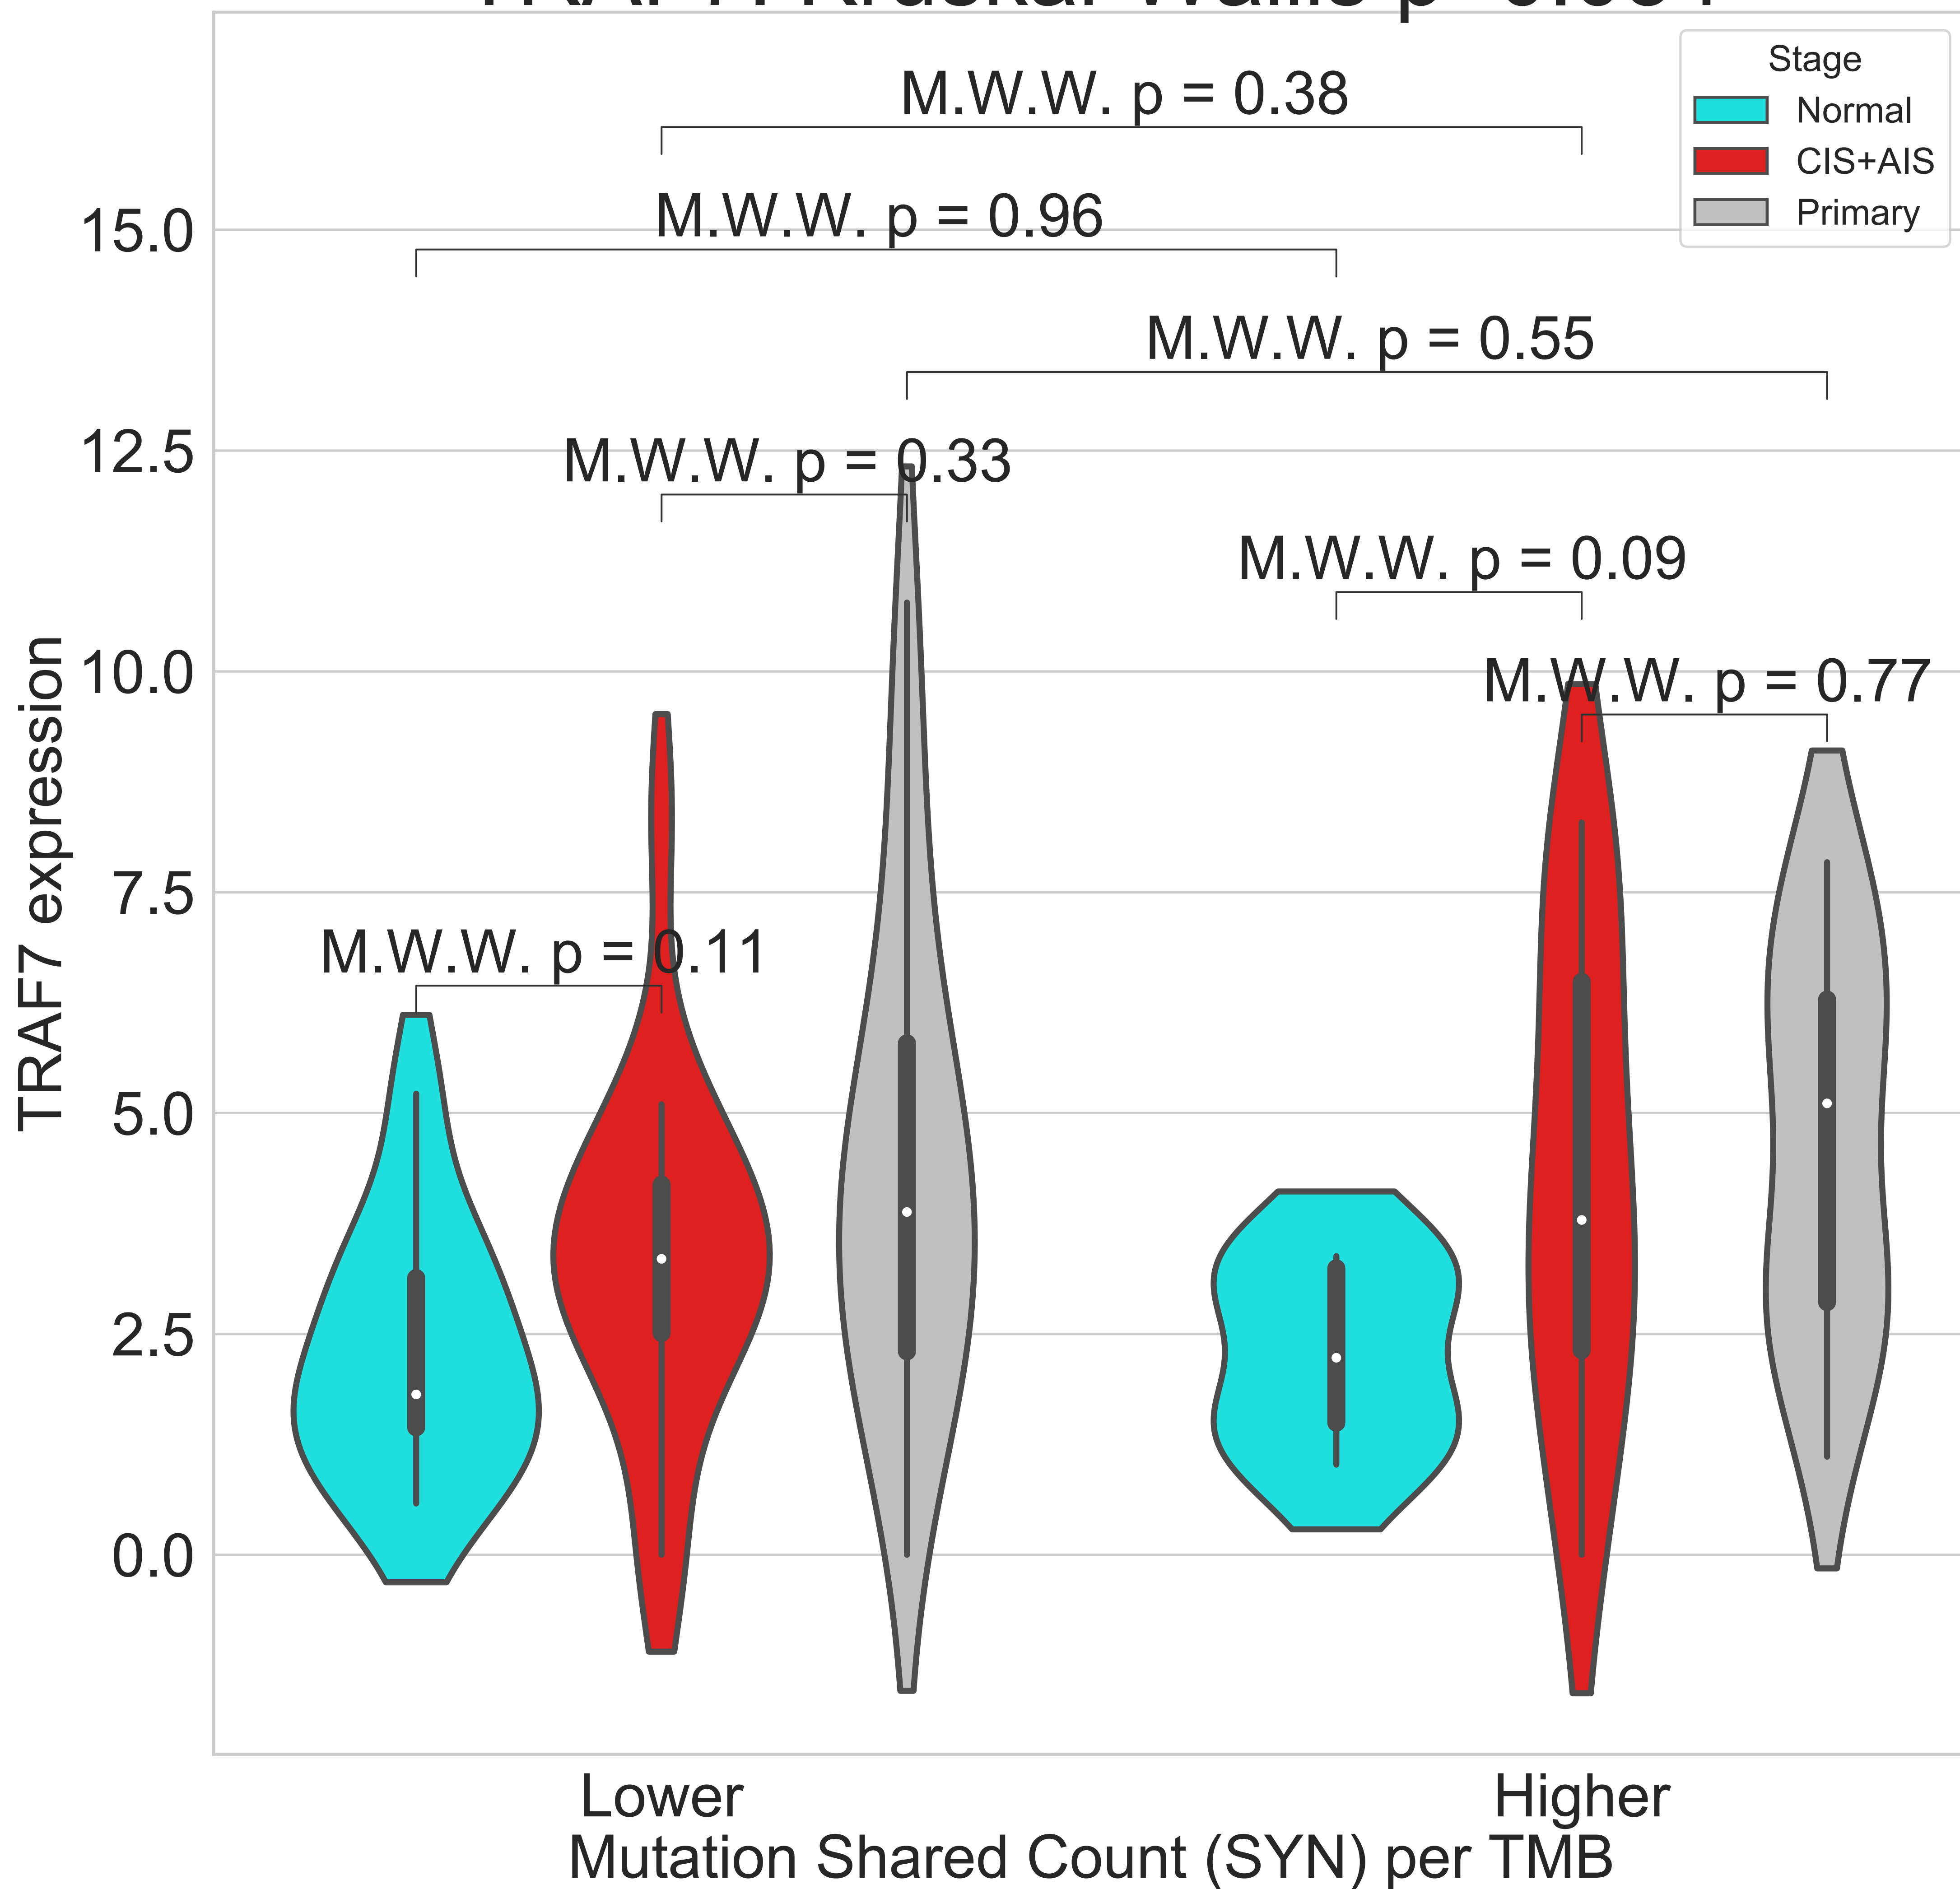 Stage
Normal
CIS+AIS
Primary
M.W.W. p = 0.38
M.W.W. p = 0.96
M.W.W. p = 0.55
M.W.W. p = 0.33
M.W.W. p = 0.09
M.W.W. p = 0.77
M.W.W. p = 0.11
15.0
12.5
10.0
7.5
5.0
2.5
0.0
TRAF7 expression
Lower
Higher
Mutation Shared Count (SYN) per TMB